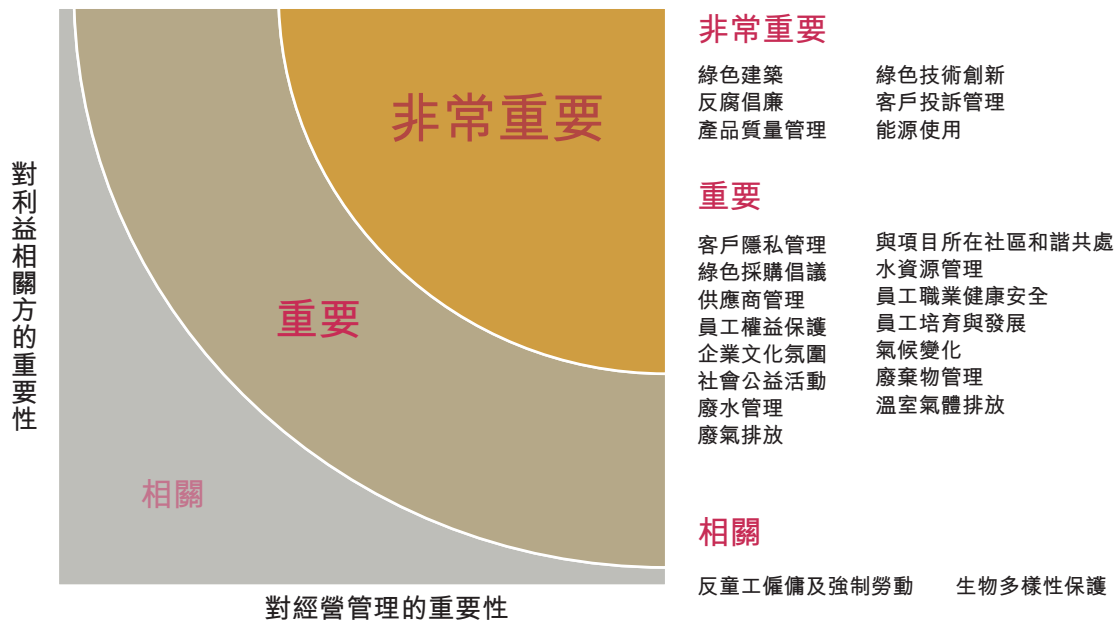 對利益相關方的重要性
非常重要
重要
相關
對經營管理的重要性
非常重要
綠色建築 綠色技術創新
反腐倡廉 客戶投訴管理
產品質量管理 能源使用
重要
客戶隱私管理 與項目所在社區和諧共處
綠色採購倡議 水資源管理
供應商管理 員工職業健康安全
員工權益保護 員工培育與發展
企業文化氛圍 氣候變化
社會公益活動 廢棄物管理
廢水管理 溫室氣體排放
廢氣排放
相關
反童工僱傭及強制勞動 生物多樣性保護